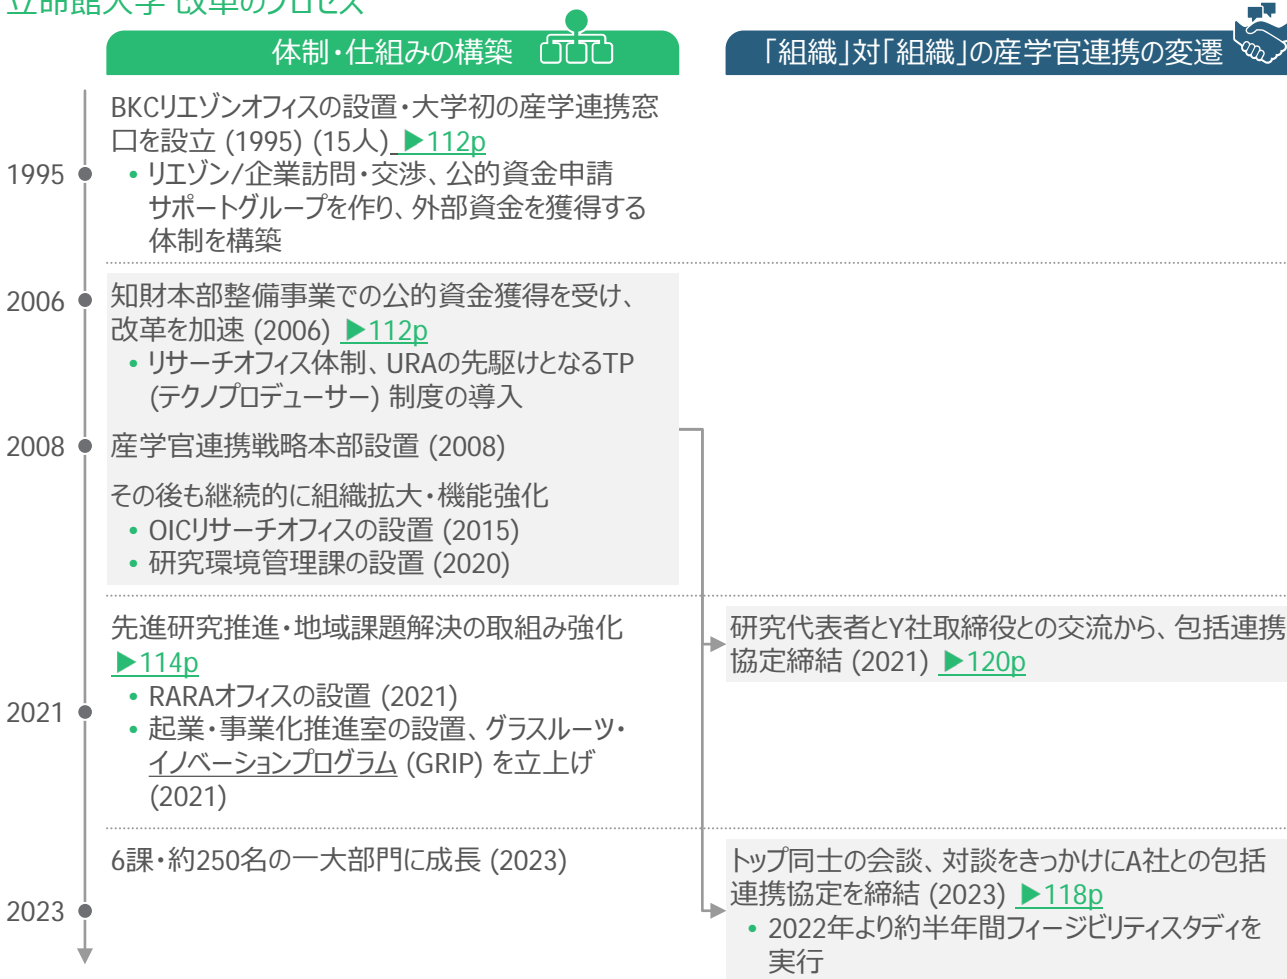 立命館大学 改革のプロセス
体制・仕組みの構築
「組織」対「組織」の産学官連携の変遷
1995
BKCリエゾンオフィスの設置・大学初の産学連携窓
口を設立 (1995) (15人) ▶112p
• リエゾン/企業訪問・交渉、公的資金申請
サポートグループを作り、外部資金を獲得する
体制を構築
2006
知財本部整備事業での公的資金獲得を受け、
改革を加速 (2006) ▶112p
• リサーチオフィス体制、URAの先駆けとなるTP
(テクノプロデューサー) 制度の導入
2008
産学官連携戦略本部設置 (2008)
その後も継続的に組織拡大・機能強化
• OICリサーチオフィスの設置 (2015)
• 研究環境管理課の設置 (2020)
2021
先進研究推進・地域課題解決の取組み強化
▶114p
• RARAオフィスの設置 (2021)
• 起業・事業化推進室の設置、グラスルーツ・
イノベーションプログラム (GRIP) を立上げ
(2021)
研究代表者とY社取締役との交流から、包括連携
協定締結 (2021) ▶120p
2023
6課・約250名の一大部門に成長 (2023)
トップ同士の会談、対談をきっかけにA社との包括
連携協定を締結 (2023) ▶118p
• 2022年より約半年間フィージビリティスタディを
実行